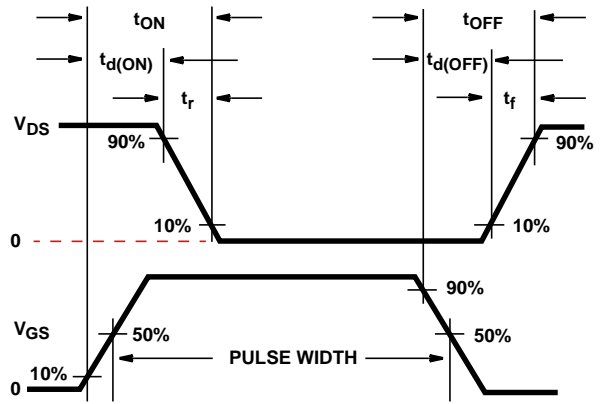 tON tOFF
td(ON) td(OFF)
tr tf
VDS
90% 90%
10% 10%
0
90%
VGS 50% 50%
10% PULSE WIDTH
0